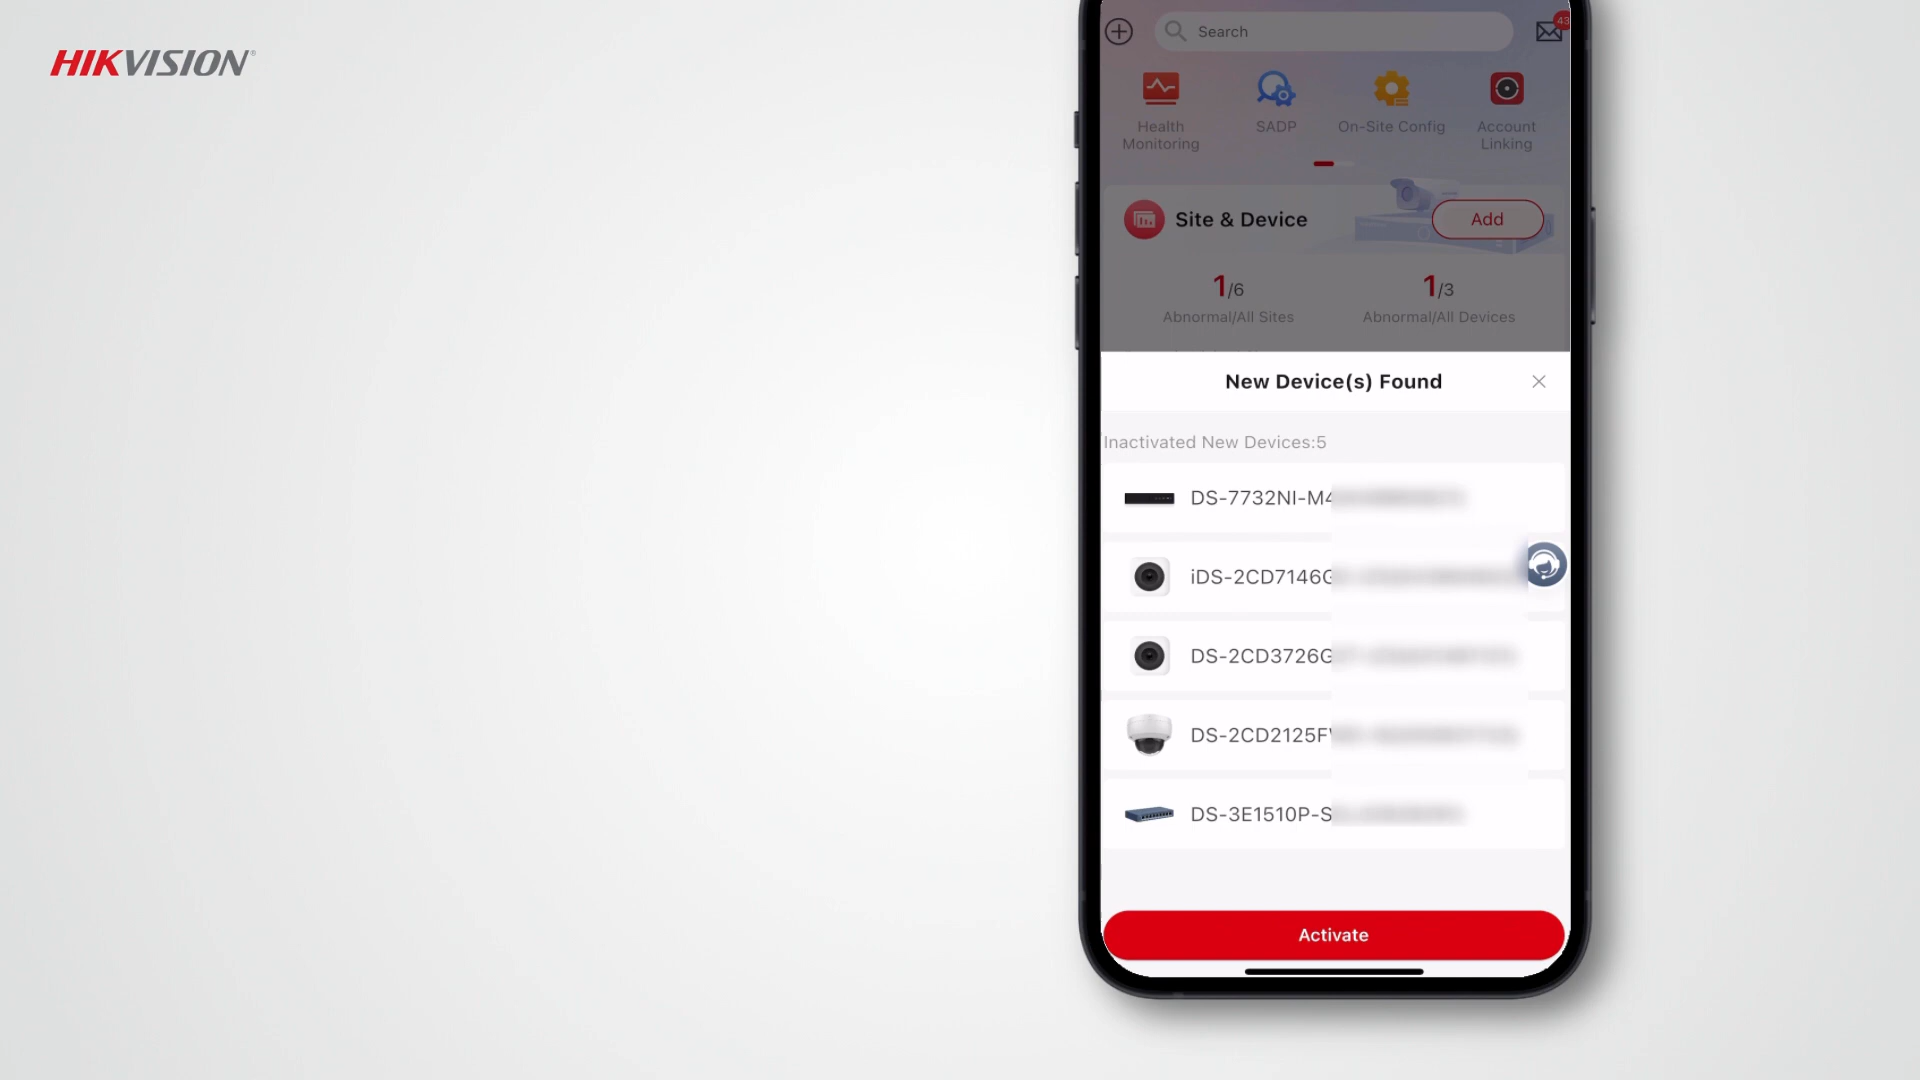 HIKVISION®
Search
43
Health
Monitoring
SADP
On-Site Config
Account
Linking
Site & Device
Add
1/6
1/3
Abnormal/All Sites
Abnormal/All Devices
New Device(s) Found
Inactivated New Devices:5
DS-7732NI-M4
iDS-2CD7146G
DS-2CD3726G
DS-2CD2125F
DS-3E1510P-S
Activate